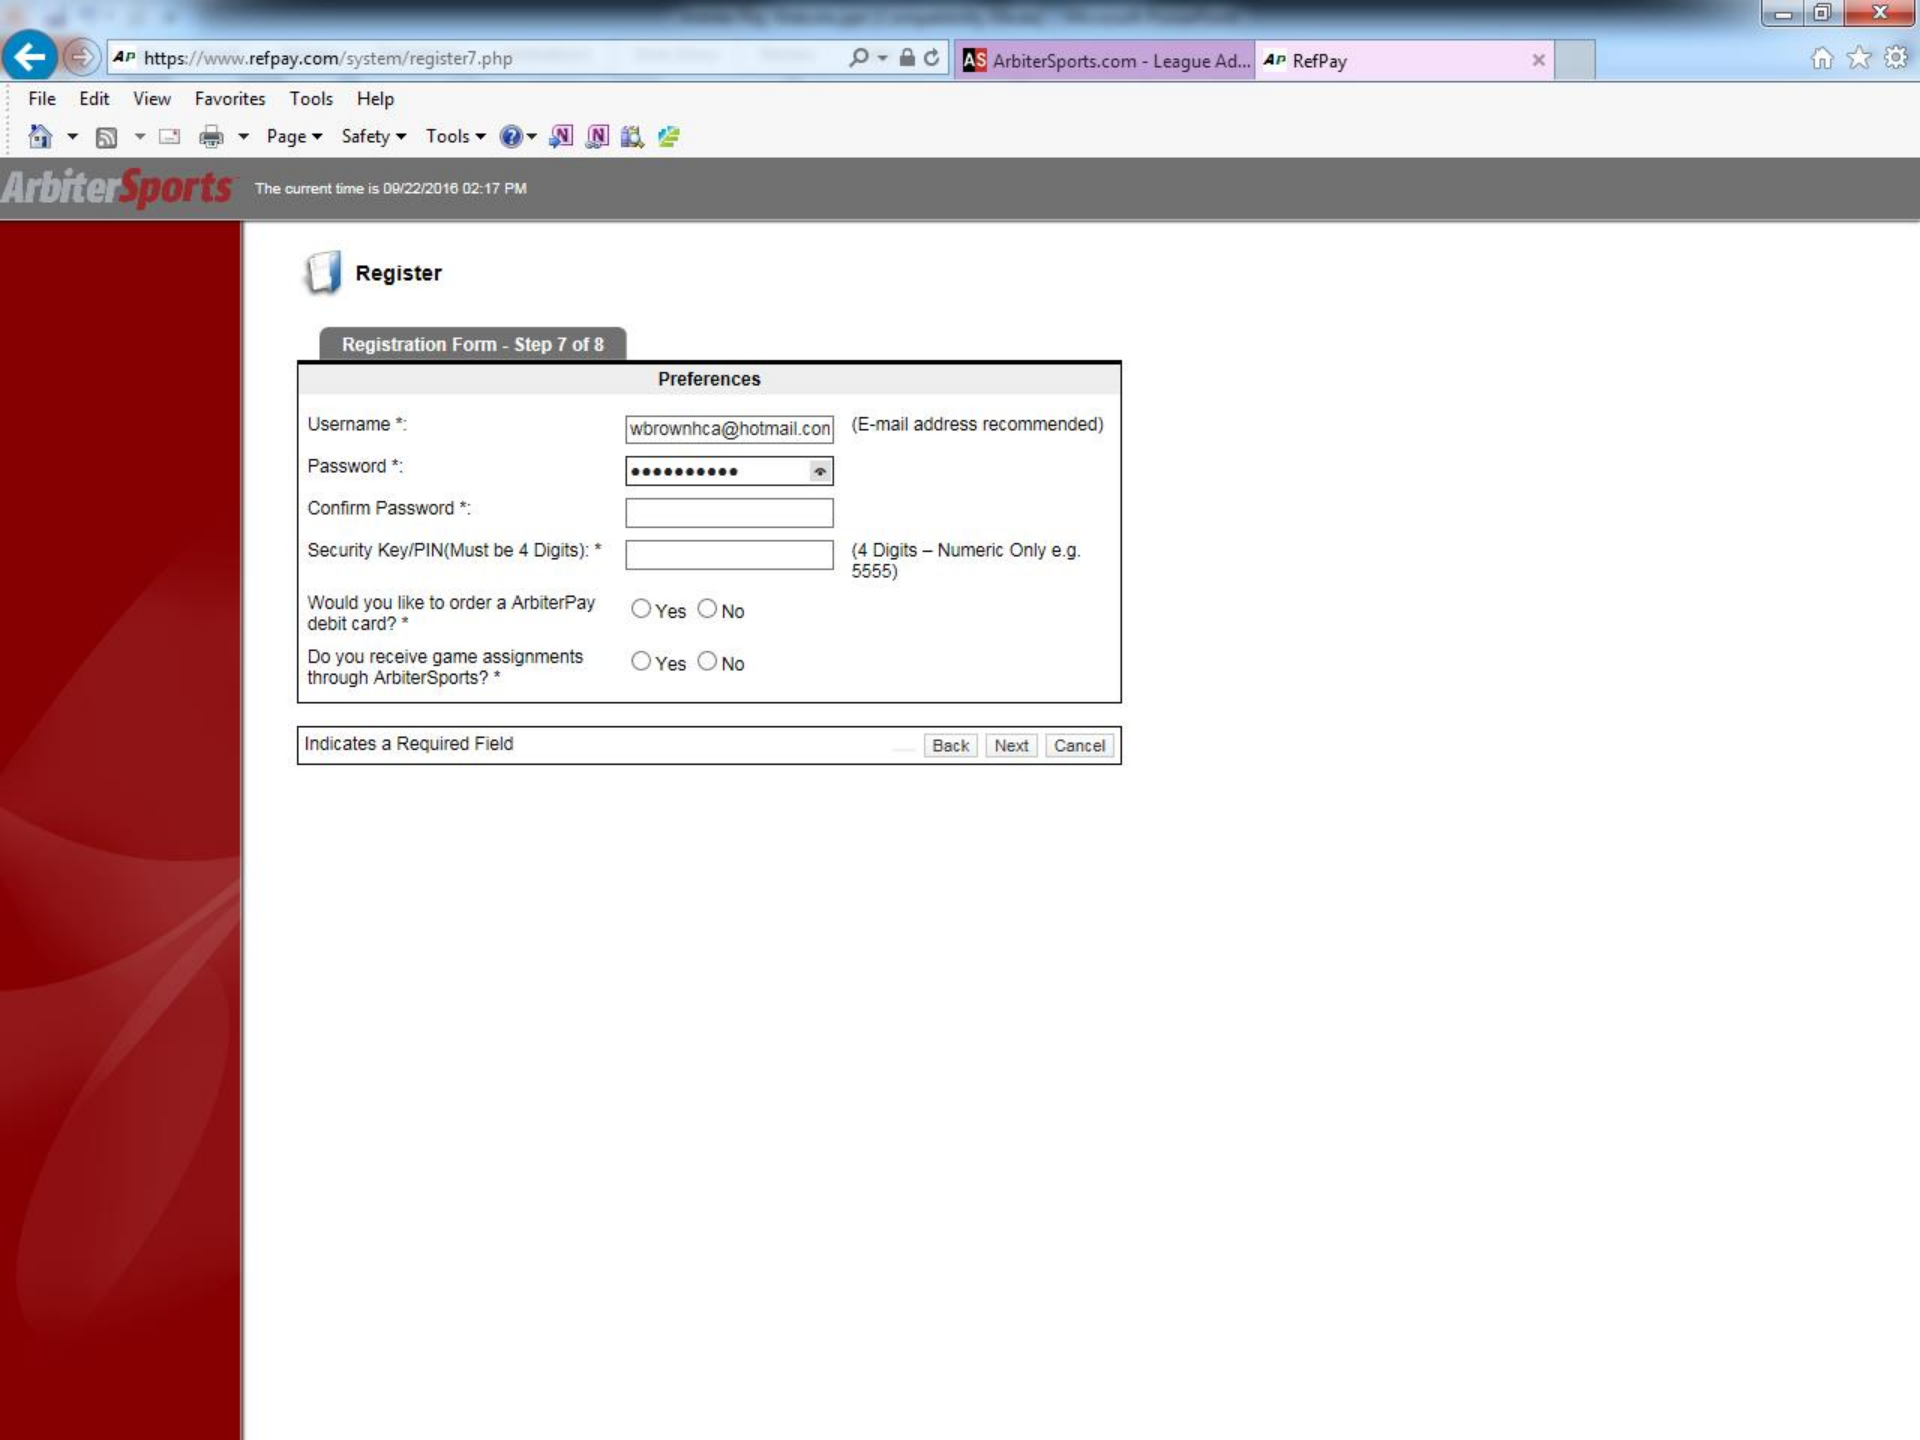 https://www.refpay.com/system/register7.php
AS ArbiterSports.com - League Ad...
AP RefPay
File Edit View Favorites Tools Help
Page Safety Tools
ArbiterSports The current time is 09/22/2016 02:17 PM
Register
Registration Form - Step 7 of 8
Preferences
Username *: wbrownhca@hotmail.con (E-mail address recommended)
Password *: ••••••••••
Confirm Password *:
Security Key/PIN(Must be 4 Digits): * (4 Digits – Numeric Only e.g.
5555)
Would you like to order a ArbiterPay
debit card? * Yes No
Do you receive game assignments
through ArbiterSports? * Yes No
Indicates a Required Field Back Next Cancel